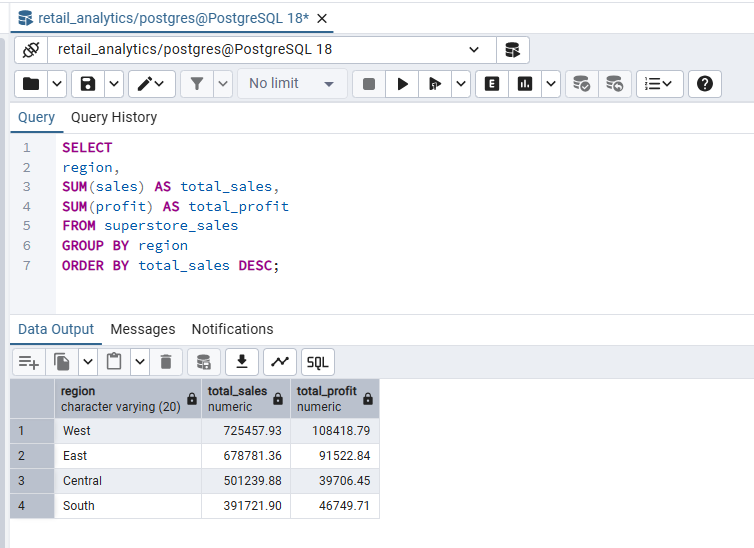 retail_analytics/postgres@PostgreSQL 18*
retail_analytics/postgres@PostgreSQL 18
No limit
E
Query Query History
1 SELECT
2 region,
3 SUM(sales) AS total_sales,
4 SUM(profit) AS total_profit
5 FROM superstore_sales
6 GROUP BY region
7 ORDER BY total_sales DESC;
Data Output Messages Notifications
SQL
region total_sales total_profit
character varying (20) numeric numeric
1 West 725457.93 108418.79
2 East 678781.36 91522.84
3 Central 501239.88 39706.45
4 South 391721.90 46749.71